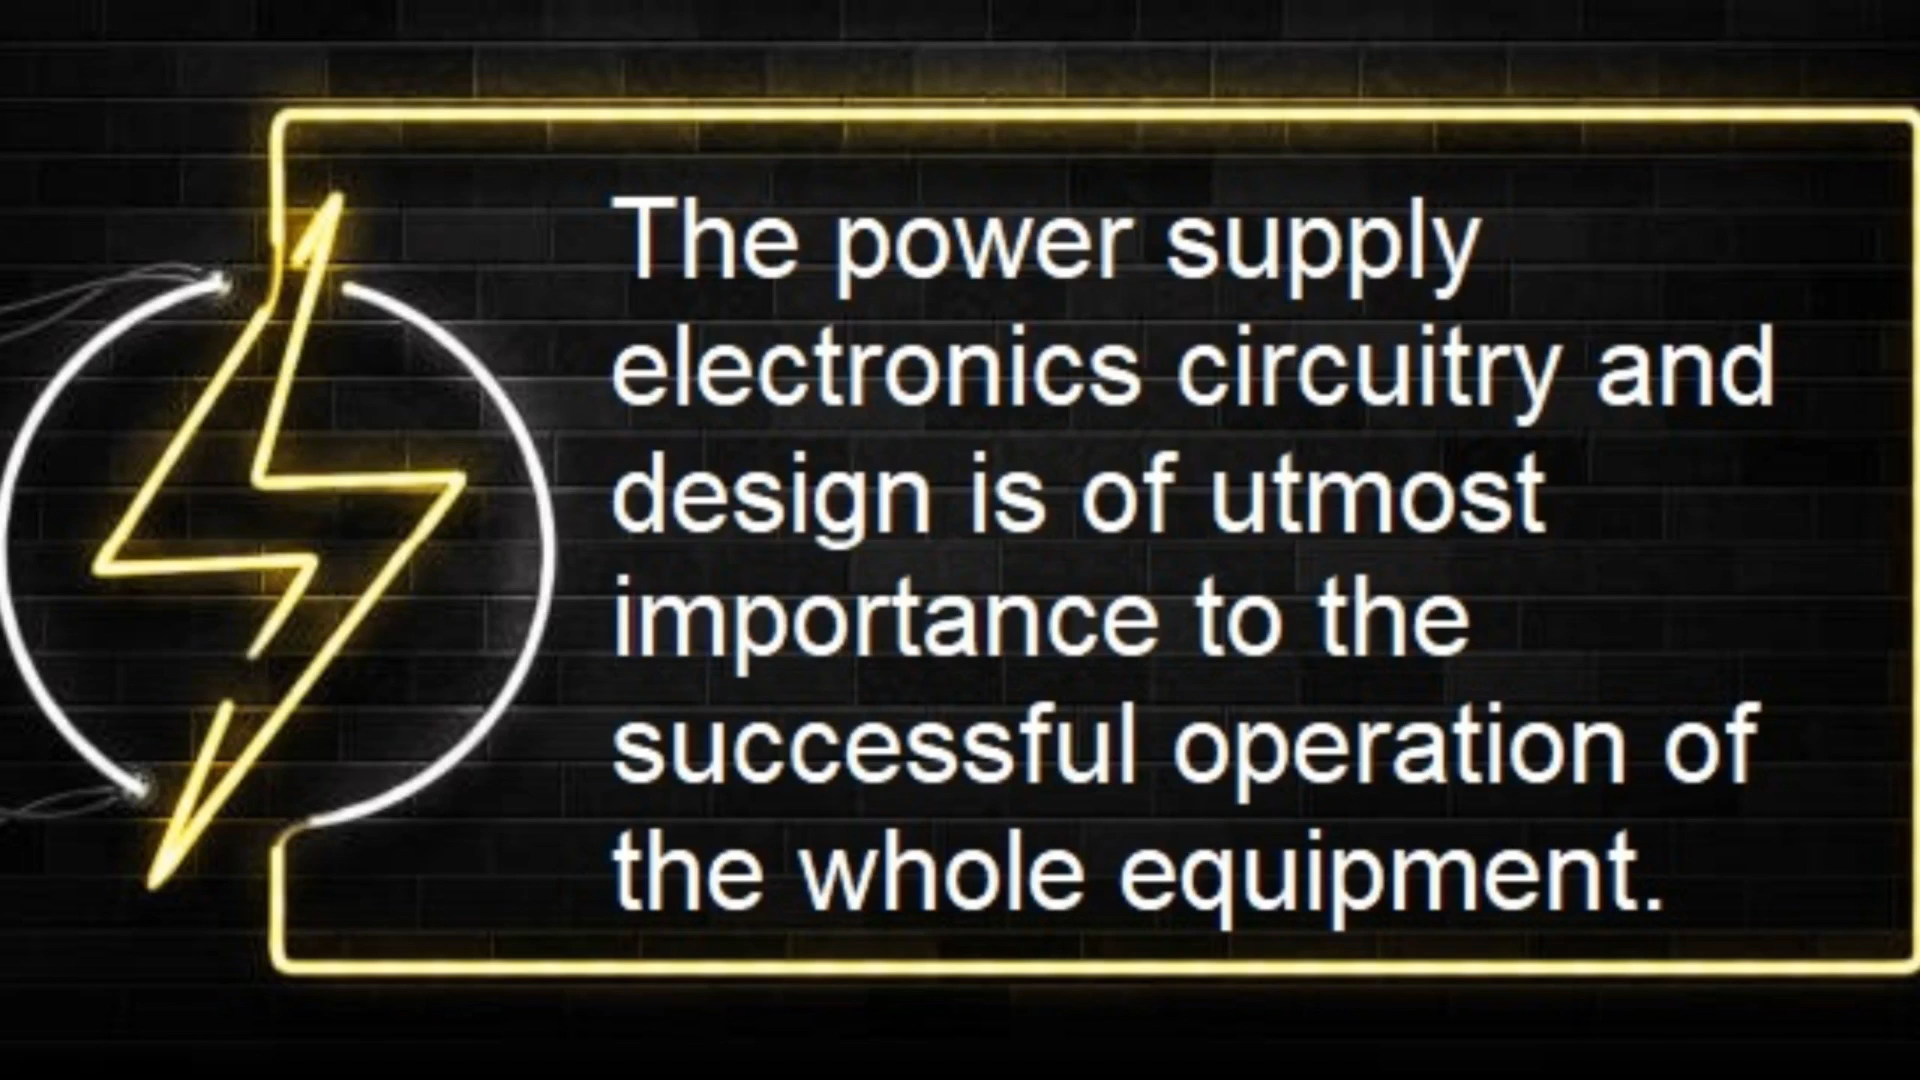 The power supply
electronics circuitry and
design is of utmost
importance to the
successful operation of
the whole equipment.